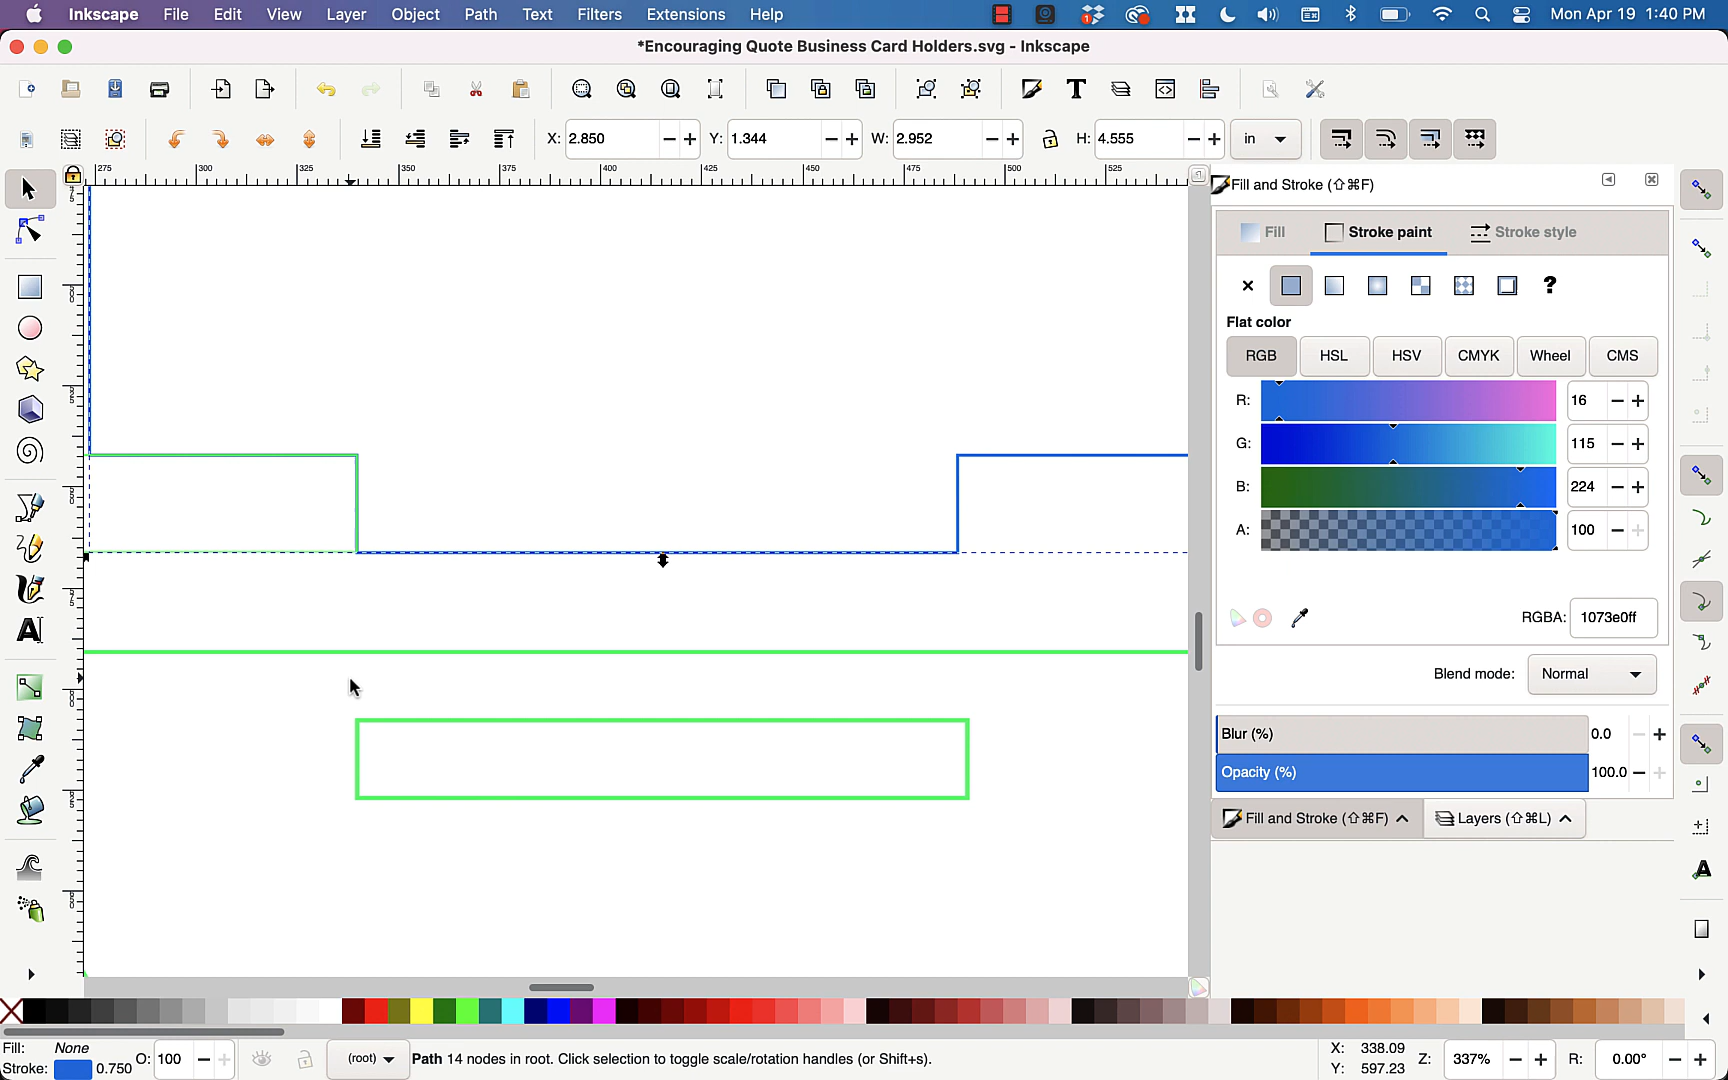 Inkscape File Edit View Layer Object Path Text Filters Extensions Help Mon Apr 19 1:40 PM
*Encouraging Quote Business Card Holders.svg - Inkscape
X: 2.850 Y: 1.344 W: 2.952 H: 4.555 in
275 300 325 350 375 400 425 450 475 500 525
Fill and Stroke (⇧⌘F)
Fill Stroke paint Stroke style
Flat color
RGB HSL HSV CMYK Wheel CMS
R: 16
G: 115
B: 224
A: 100
RGBA: 1073e0ff
Blend mode: Normal
Blur (%) 0.0
Opacity (%) 100.0
Fill and Stroke (⇧⌘F) Layers (⇧⌘L)
Fill: None
Stroke: 0.750 O: 100 (root) Path 14 nodes in root. Click selection to toggle scale/rotation handles (or Shift+s).
X: 338.09
Y: 597.23
Z: 337% R: 0.00°